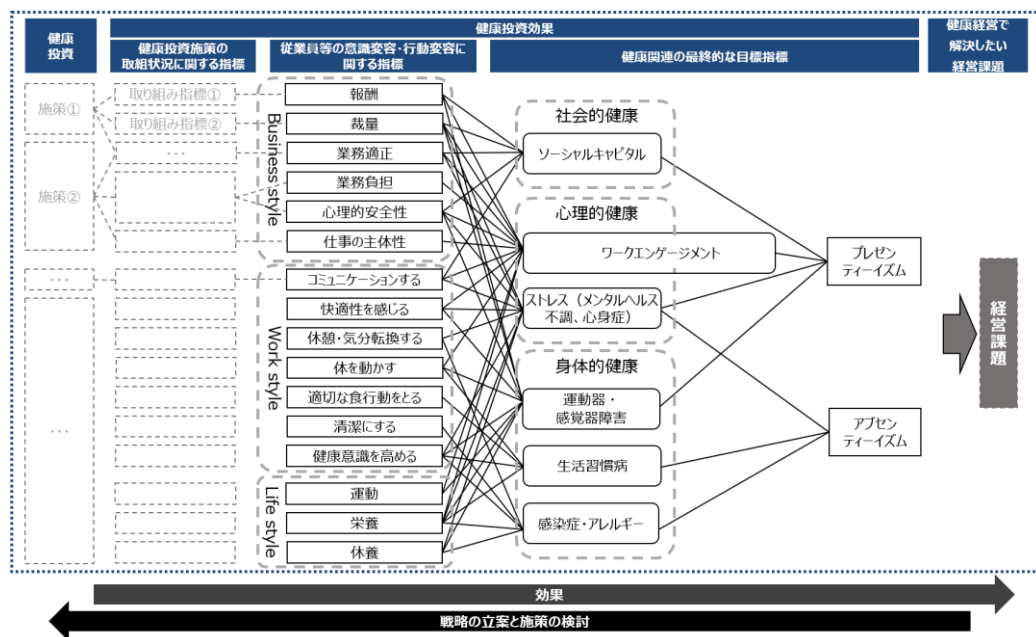 健康
投資
健康投資効果
健康投資施策の
取組状況に関する指標
従業員等の意識変容・行動変容に
関する指標
健康関連の最終的な目標指標
健康経営で
解決したい
経営課題
施策①
施策②
…
…
取り組み指標①
取り組み指標②
…
Business style
報酬
裁量
業務適正
業務負担
心理的安全性
仕事の主体性
Work style
コミュニケーションする
快適性を感じる
休憩・気分転換する
体を動かす
適切な食行動をとる
清潔にする
健康意識を高める
Life style
運動
栄養
休養
社会的健康
ソーシャルキャピタル
心理的健康
ワークエンゲージメント
ストレス（メンタルヘルス
不調、心身症）
身体的健康
運動器・
感覚器障害
生活習慣病
感染症・アレルギー
プレゼン
ティーイズム
アブセン
ティーイズム
経営課題
効果
戦略の立案と施策の検討